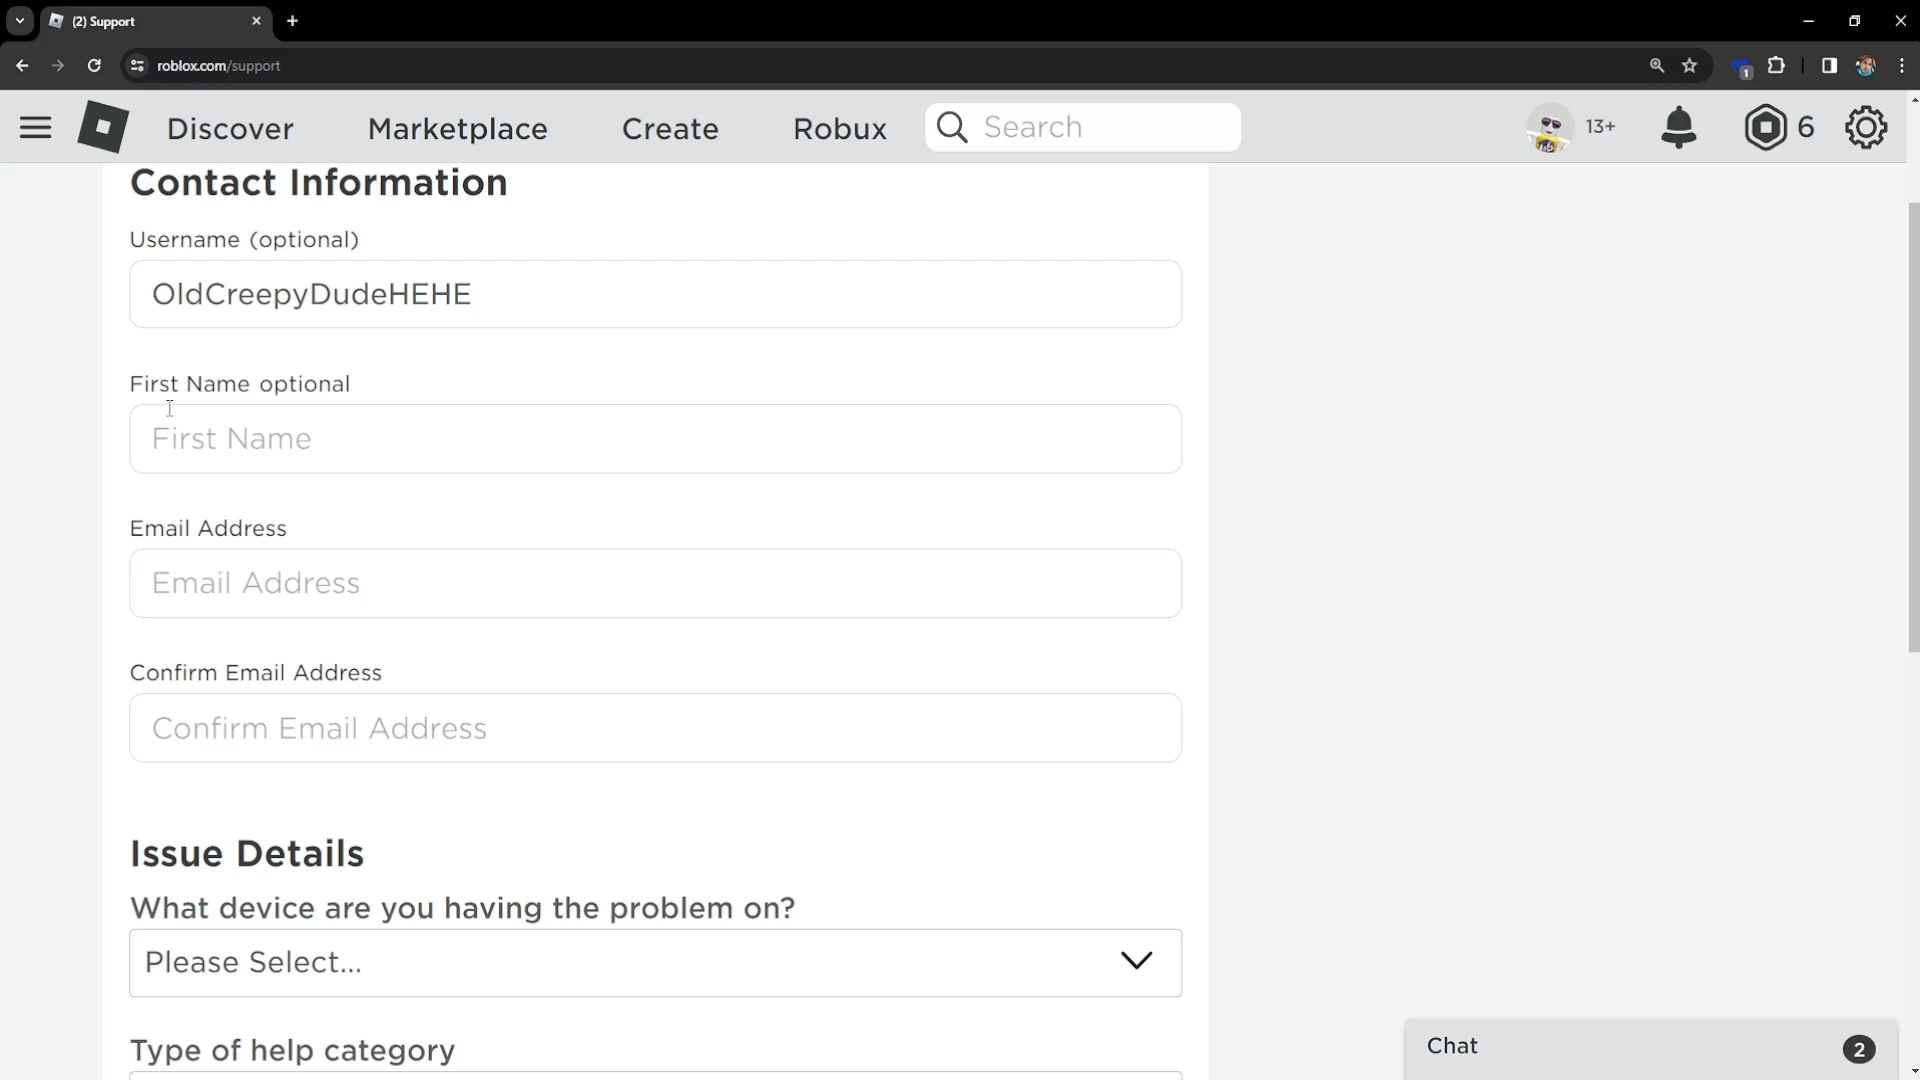 (2) Support
roblox.com/support
1
Discover Marketplace Create Robux Search 13+ 6
Contact Information
Username (optional)
OldCreepyDudeHEHE
First Name optional
First Name
Email Address
Email Address
Confirm Email Address
Confirm Email Address
Issue Details
What device are you having the problem on?
Please Select...
Type of help category
Chat 2